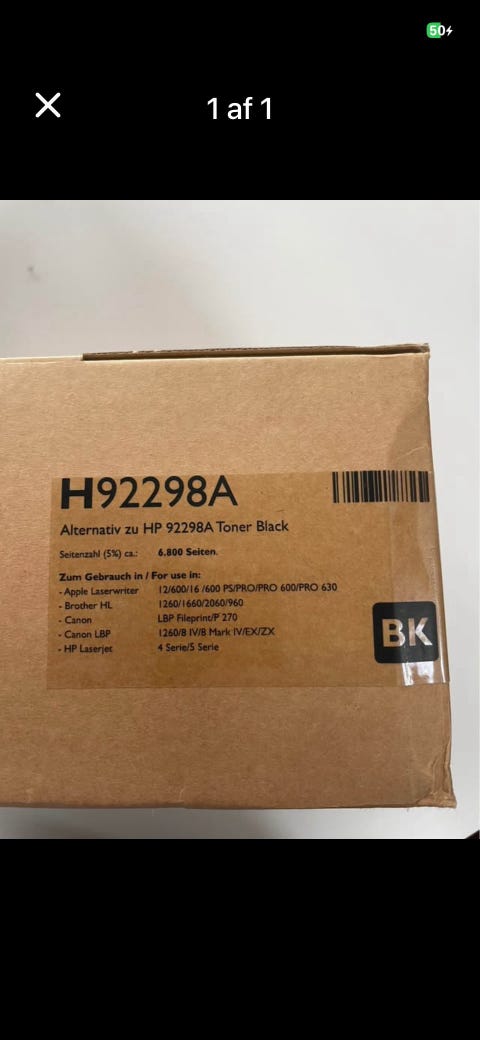 50
1 af 1
H92298A
Alternativ zu HP 92298A Toner Black
Seitenzahl (5%) ca.: 6.800 Seiten.
Zum Gebrauch in / For use in:
- Apple Laserwriter 12/600/16 /600 PS/PRO/PRO 600/PRO 630
- Brother HL 1260/1660/2060/960
- Canon LBP Fileprint/P 270
- Canon LBP 1260/8 IV/8 Mark IV/EX/ZX
- HP Laserjet 4 Serie/5 Serie
BK